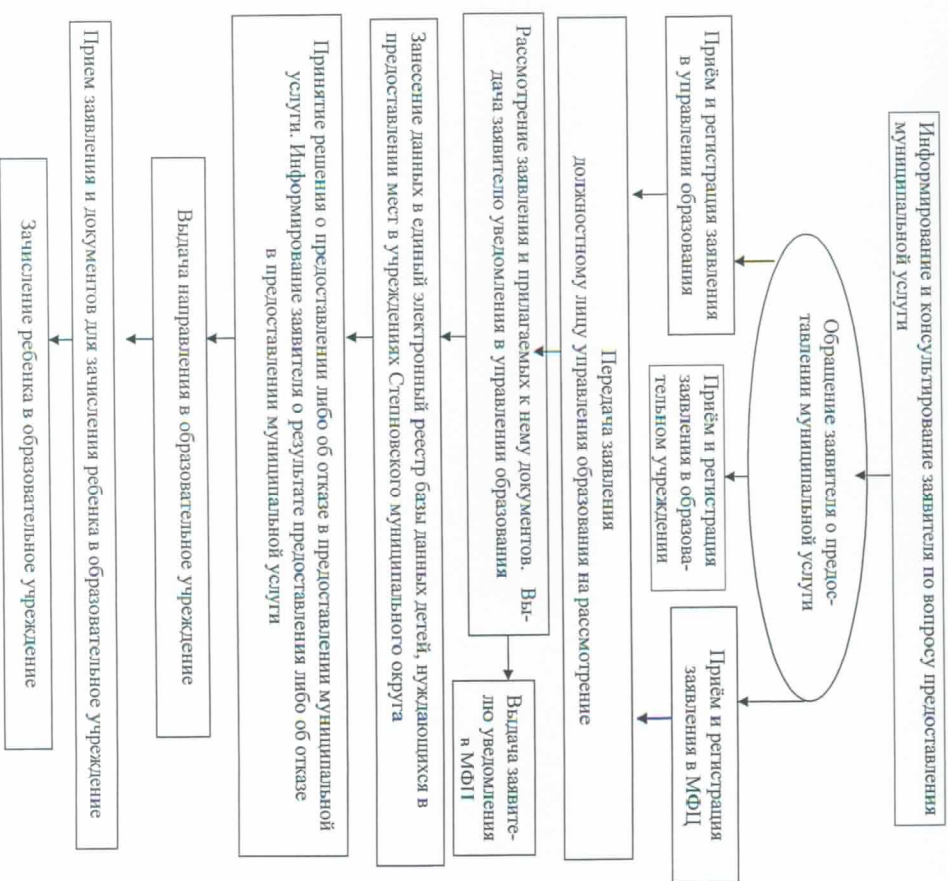 Информирование и консультирование заявителя по вопросу предоставления
муниципальной услуги
Обращение заявителя о предос-
тавлении муниципальной услуги
Приём и регистрация заявления
в управлении образования
Приём и регистрация
заявления в образова-
тельном учреждении
Приём и регистрация
заявления в МФЦ
Передача заявления
должностному лицу управления образования на рассмотрение
Рассмотрение заявления и прилагаемых к нему документов. Вы-
дача заявителю уведомления в управлении образования
Выдача заявите-
лю уведомления
в МФЦ
Занесение данных в единый электронный реестр базы данных детей, нуждающихся в
предоставлении мест в учреждениях Степновского муниципального округа
Принятие решения о предоставлении либо об отказе в предоставлении муниципальной
услуги. Информирование заявителя о результате предоставления либо об отказе
в предоставлении муниципальной услуги
Выдача направления в образовательное учреждение
Прием заявления и документов для зачисления ребенка в образовательное учреждение
Зачисление ребенка в образовательное учреждение